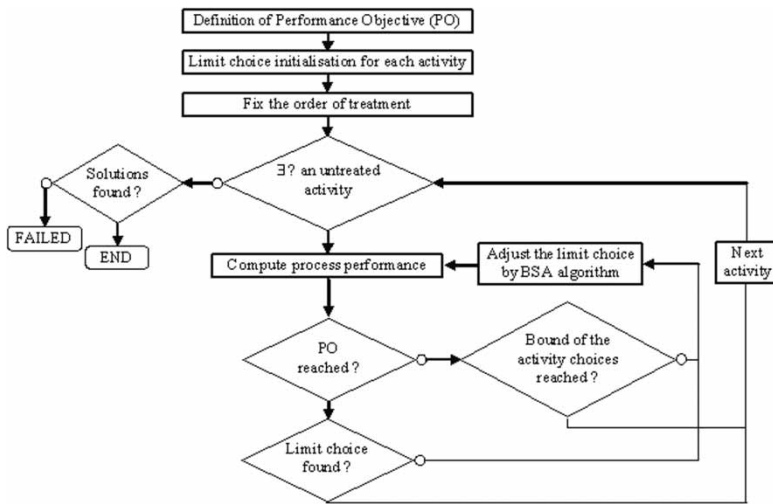 Definition of Performance Objective (PO)
Limit choice initialisation for each activity
Fix the order of treatment
Solutions
found ?
∃? an untreated
activity
FAILED
END
Compute process performance
Adjust the limit choice
by BSA algorithm
Next
activity
PO
reached ?
Bound of the
activity choices
reached ?
Limit choice
found ?